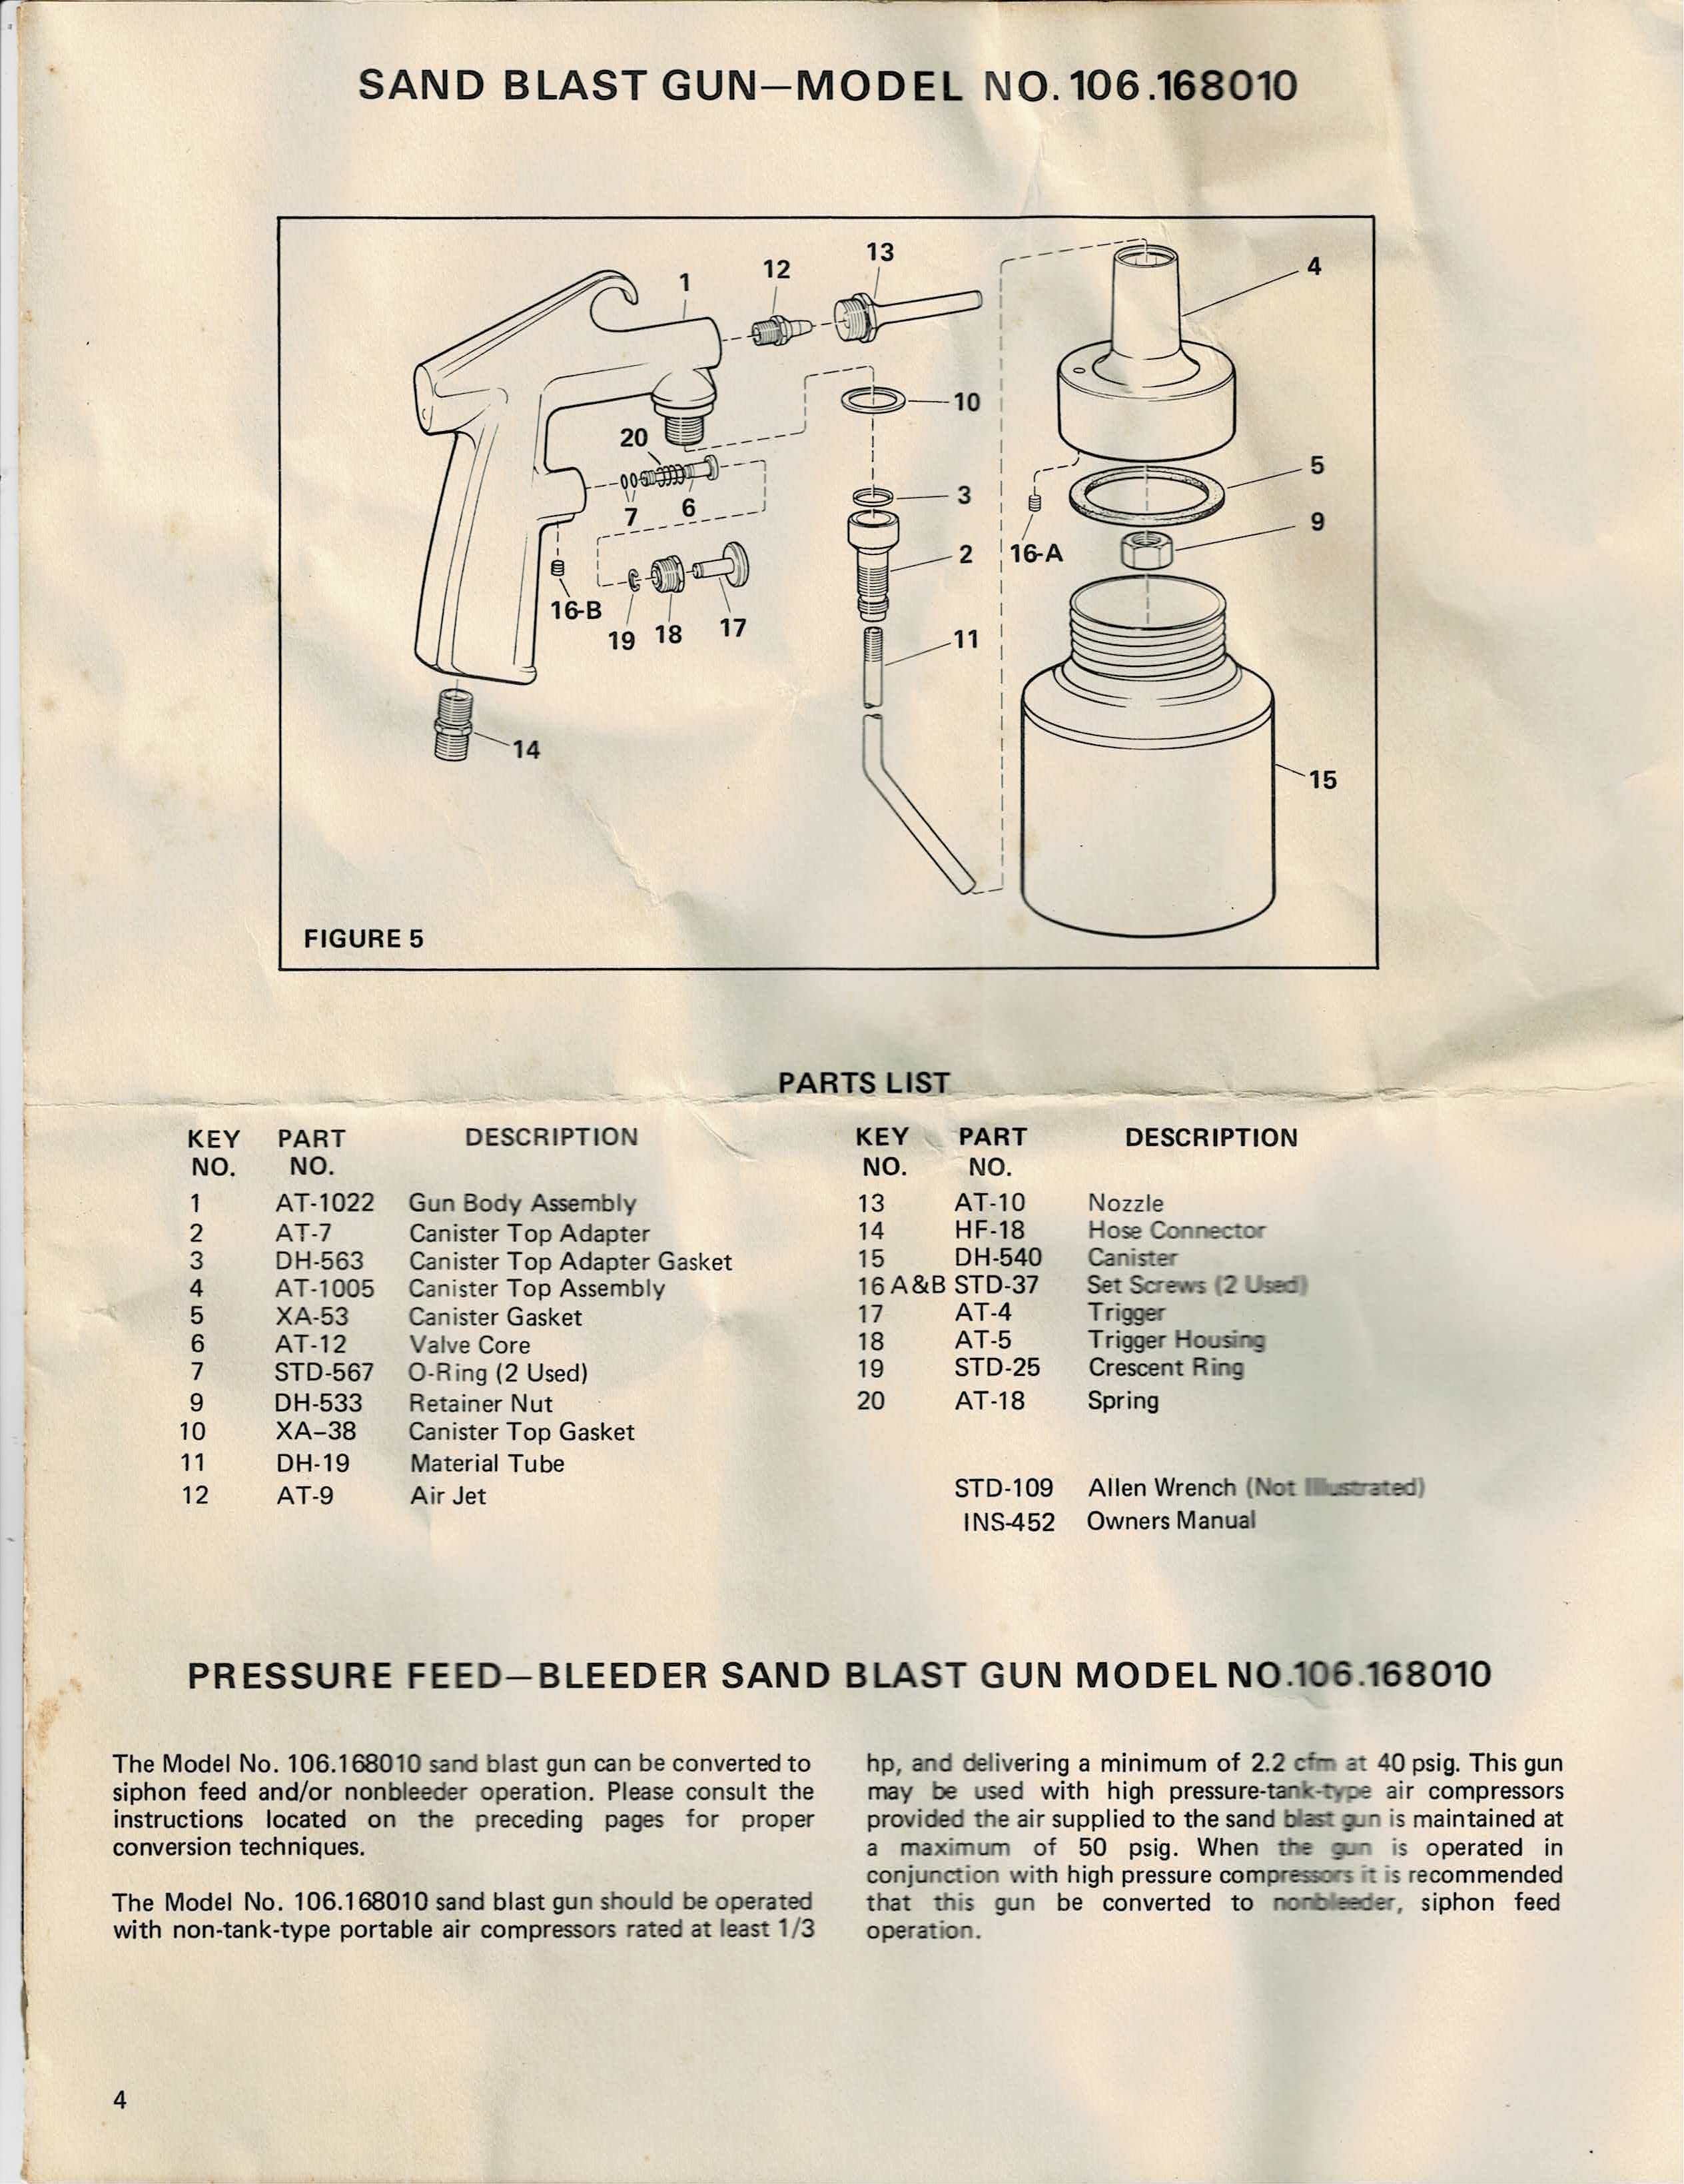 SAND BLAST GUN—MODEL NO. 106.168010
13
12
1
4
10
20
5
3
7
6
9
2
16-A
16-B
19
18
17
11
14
15
FIGURE 5
PARTS LIST
KEY NO. PART NO. DESCRIPTION
1 AT-1022 Gun Body Assembly
2 AT-7 Canister Top Adapter
3 DH-563 Canister Top Adapter Gasket
4 AT-1005 Canister Top Assembly
5 XA-53 Canister Gasket
6 AT-12 Valve Core
7 STD-567 O-Ring (2 Used)
9 DH-533 Retainer Nut
10 XA–38 Canister Top Gasket
11 DH-19 Material Tube
12 AT-9 Air Jet
KEY NO. PART NO. DESCRIPTION
13 AT-10 Nozzle
14 HF-18 Hose Connector
15 DH-540 Canister
16 A&B STD-37 Set Screws (2 Used)
17 AT-4 Trigger
18 AT-5 Trigger Housing
19 STD-25 Crescent Ring
20 AT-18 Spring
STD-109 Allen Wrench (Not Illustrated)
INS-452 Owners Manual
PRESSURE FEED—BLEEDER SAND BLAST GUN MODEL NO.106.168010
The Model No. 106.168010 sand blast gun can be converted to
siphon feed and/or nonbleeder operation. Please consult the
instructions located on the preceding pages for proper
conversion techniques.
The Model No. 106.168010 sand blast gun should be operated
with non-tank-type portable air compressors rated at least 1/3
hp, and delivering a minimum of 2.2 cfm at 40 psig. This gun
may be used with high pressure-tank-type air compressors
provided the air supplied to the sand blast gun is maintained at
a maximum of 50 psig. When the gun is operated in
conjunction with high pressure compressors it is recommended
that this gun be converted to nonbleeder, siphon feed
operation.
4